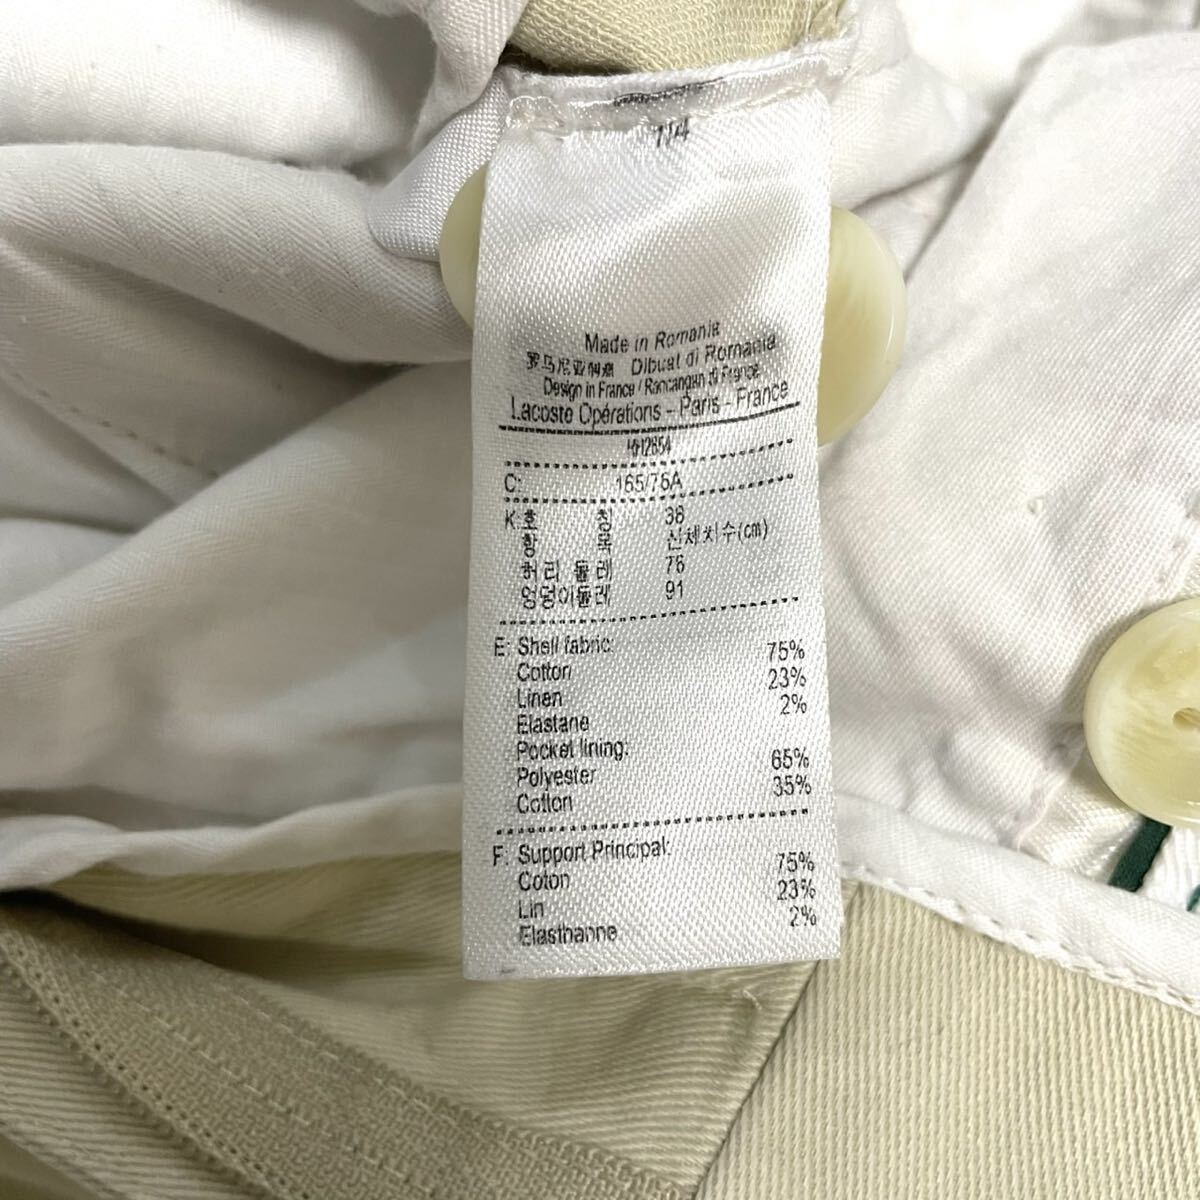 Made in Romania
罗马尼亚制造 Dibuat di Romania
Design in France / Rancangan di France
Lacoste Opérations - Paris - France
C: 165/76A
K: 호 칭 38
항 목 신체치수(cm)
허리 둘레 76
엉덩이둘레 91
E: Shell fabric:
Cotton 75%
Linen 23%
Elastane 2%
Pocket lining:
Polyester 65%
Cotton 35%
F: Support Principal:
Coton 75%
Lin 23%
Elasthanne 2%